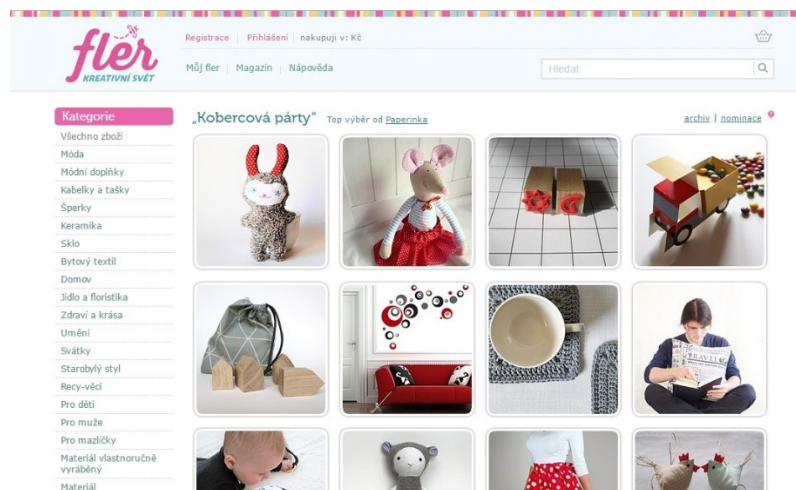 fler
KREATIVNÍ SVĚT
Registrace Přihlášení nakupuji v: Kč
Můj fler Magazín Nápověda
Hledat
Kategorie
Všechno zboží
Móda
Módní doplňky
Kabelky a tašky
Šperky
Keramika
Sklo
Bytový textil
Domov
Jídlo a floristika
Zdraví a krása
Umění
Svátky
Starobylý styl
Recy-věci
Pro děti
Pro muže
Pro mazlíčky
Materiál vlastnoručně
vyráběný
Materiál
„Kobercová párty“ Top výběr od Paperinka
archiv | nominace ?
TRAVEL